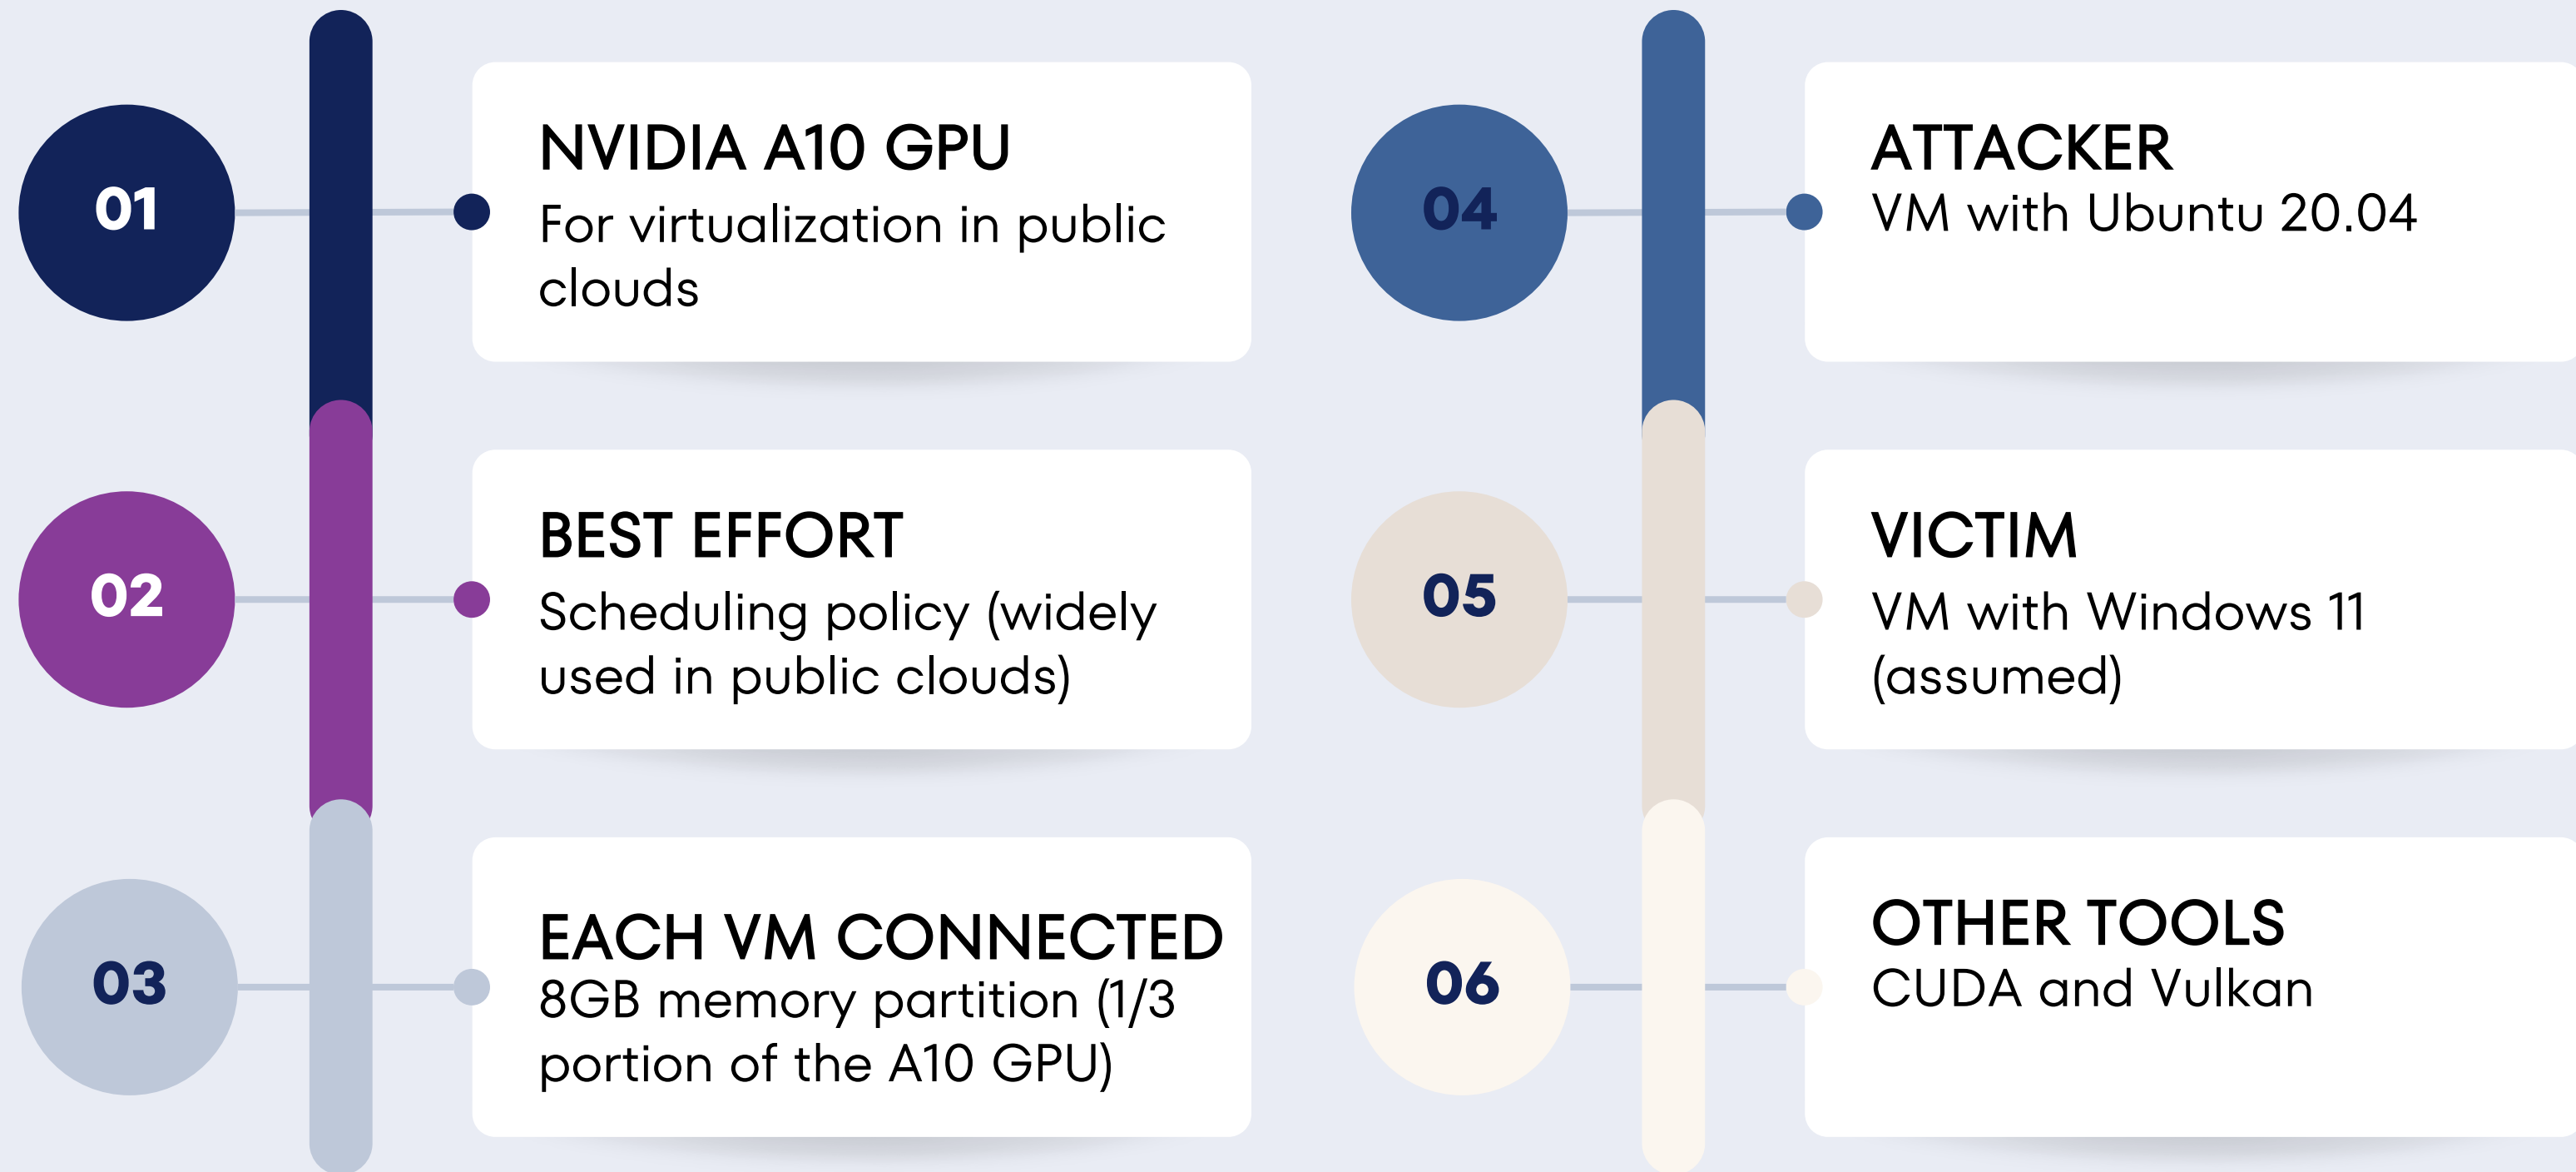 01
NVIDIA A10 GPU
For virtualization in public
clouds
02
BEST EFFORT
Scheduling policy (widely
used in public clouds)
03
EACH VM CONNECTED
8GB memory partition (1/3
portion of the A10 GPU)
04
ATTACKER
VM with Ubuntu 20.04
05
VICTIM
VM with Windows 11
(assumed)
06
OTHER TOOLS
CUDA and Vulkan